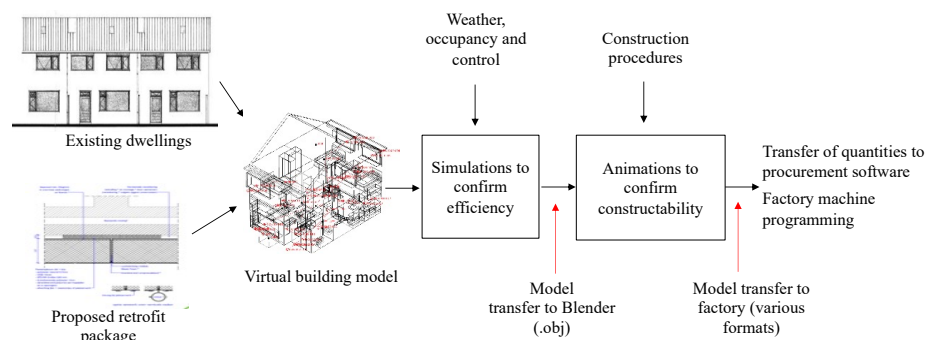 Weather,
occupancy and
control
Construction
procedures
Existing dwellings
Simulations to
confirm
efficiency
Animations to
confirm
constructability
Transfer of quantities to
procurement software
Factory machine
programming
Virtual building model
Proposed retrofit
package
Model
transfer to Blender
(.obj)
Model transfer to
factory (various
formats)